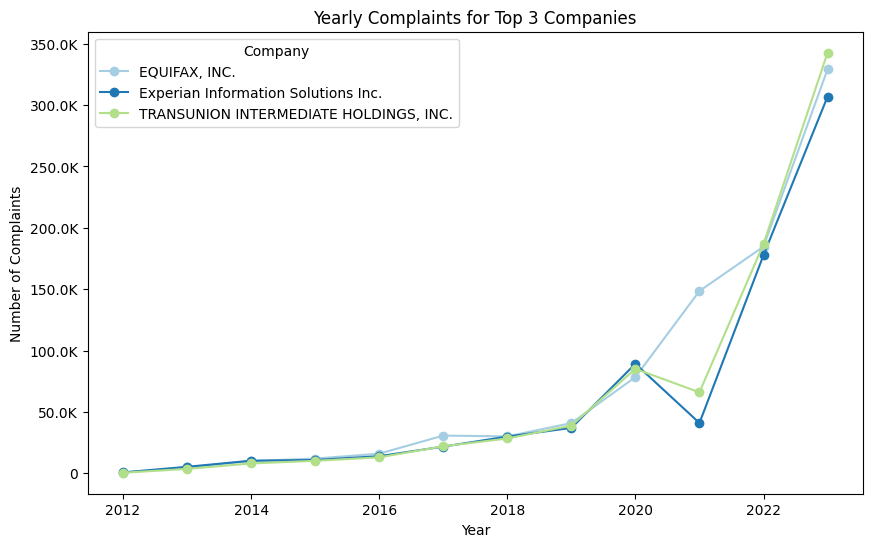 Yearly Complaints for Top 3 Companies
Company
EQUIFAX, INC.
Experian Information Solutions Inc.
TRANSUNION INTERMEDIATE HOLDINGS, INC.
Number of Complaints
350.0K
300.0K
250.0K
200.0K
150.0K
100.0K
50.0K
0
2012
2014
2016
2018
2020
2022
Year